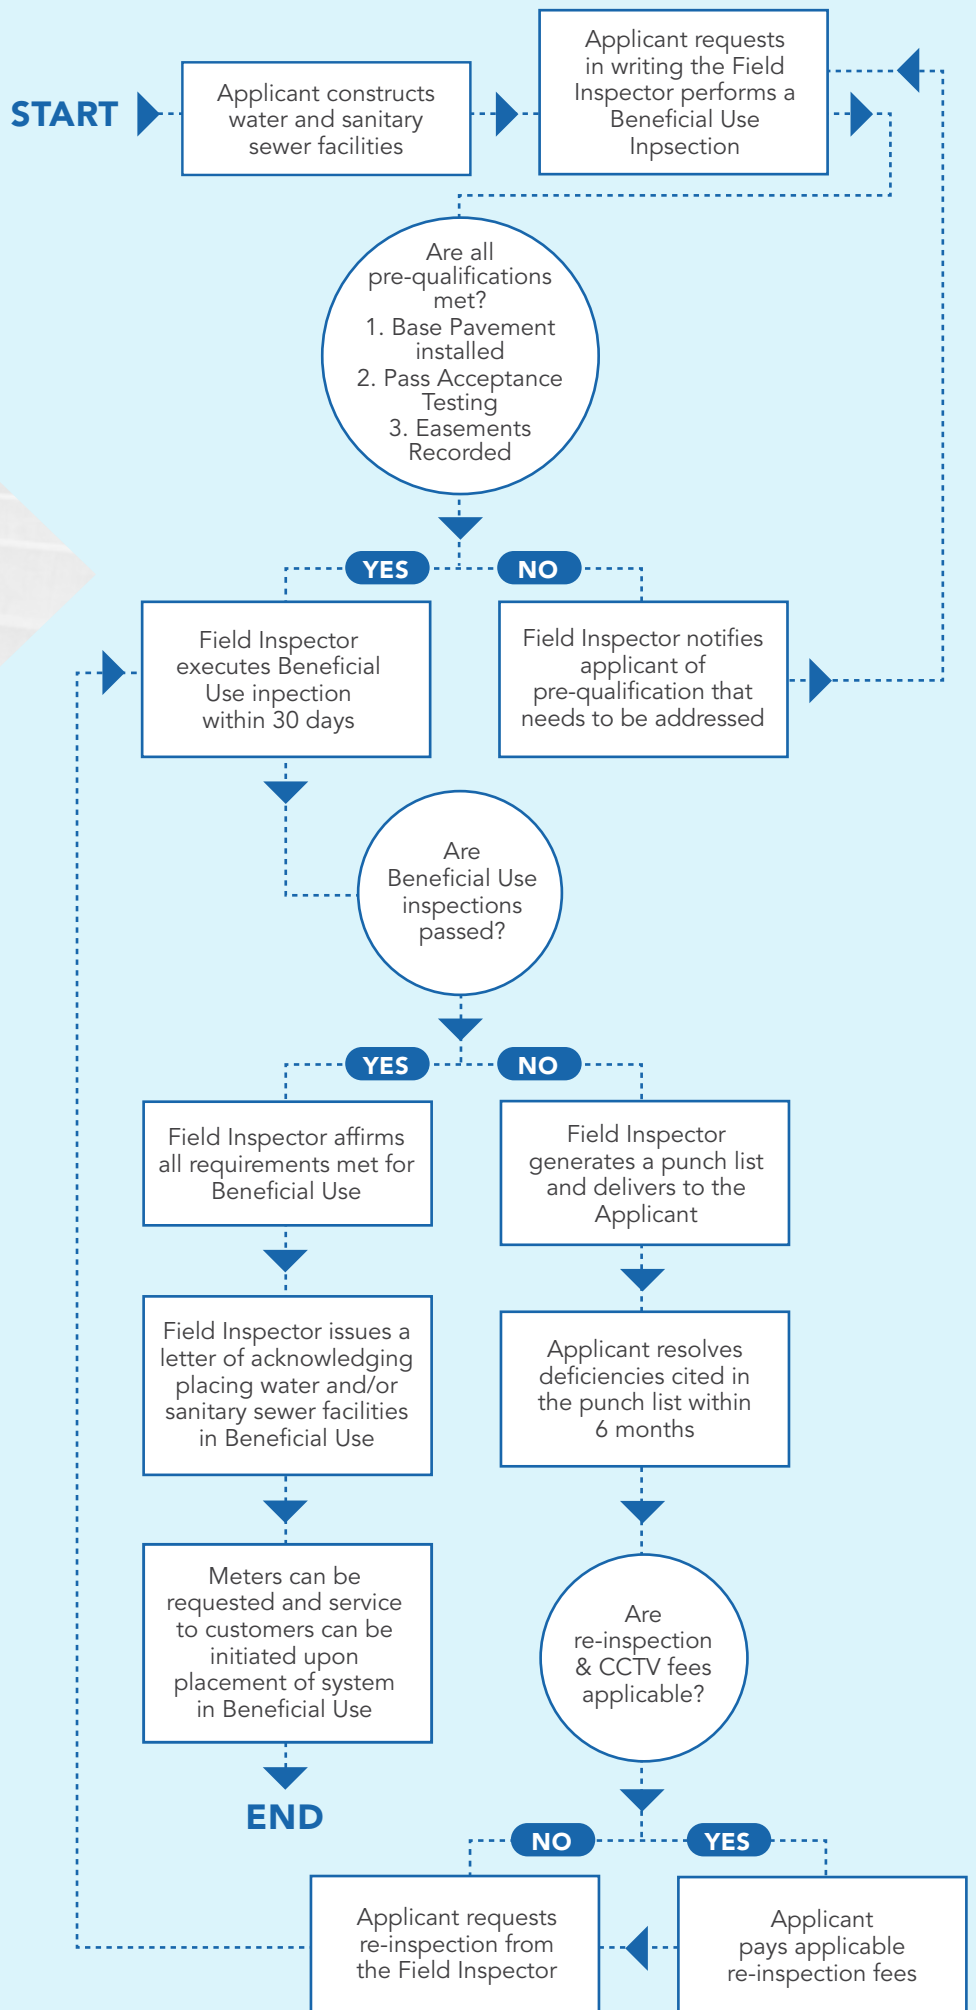 START
Applicant constructs
water and sanitary
sewer facilities
Applicant requests
in writing the Field
Inspector performs a
Beneficial Use
Inpsection
Are all
pre-qualifications
met?
1. Base Pavement
installed
2. Pass Acceptance
Testing
3. Easements
Recorded
YES
NO
Field Inspector
executes Beneficial
Use inpection
within 30 days
Field Inspector notifies
applicant of
pre-qualification that
needs to be addressed
Are
Beneficial Use
inspections
passed?
YES
NO
Field Inspector affirms
all requirements met for
Beneficial Use
Field Inspector
generates a punch list
and delivers to the
Applicant
Field Inspector issues a
letter of acknowledging
placing water and/or
sanitary sewer facilities
in Beneficial Use
Applicant resolves
deficiencies cited in
the punch list within
6 months
Meters can be
requested and service
to customers can be
initiated upon
placement of system
in Beneficial Use
Are
re-inspection
& CCTV fees
applicable?
END
NO
YES
Applicant requests
re-inspection from
the Field Inspector
Applicant
pays applicable
re-inspection fees